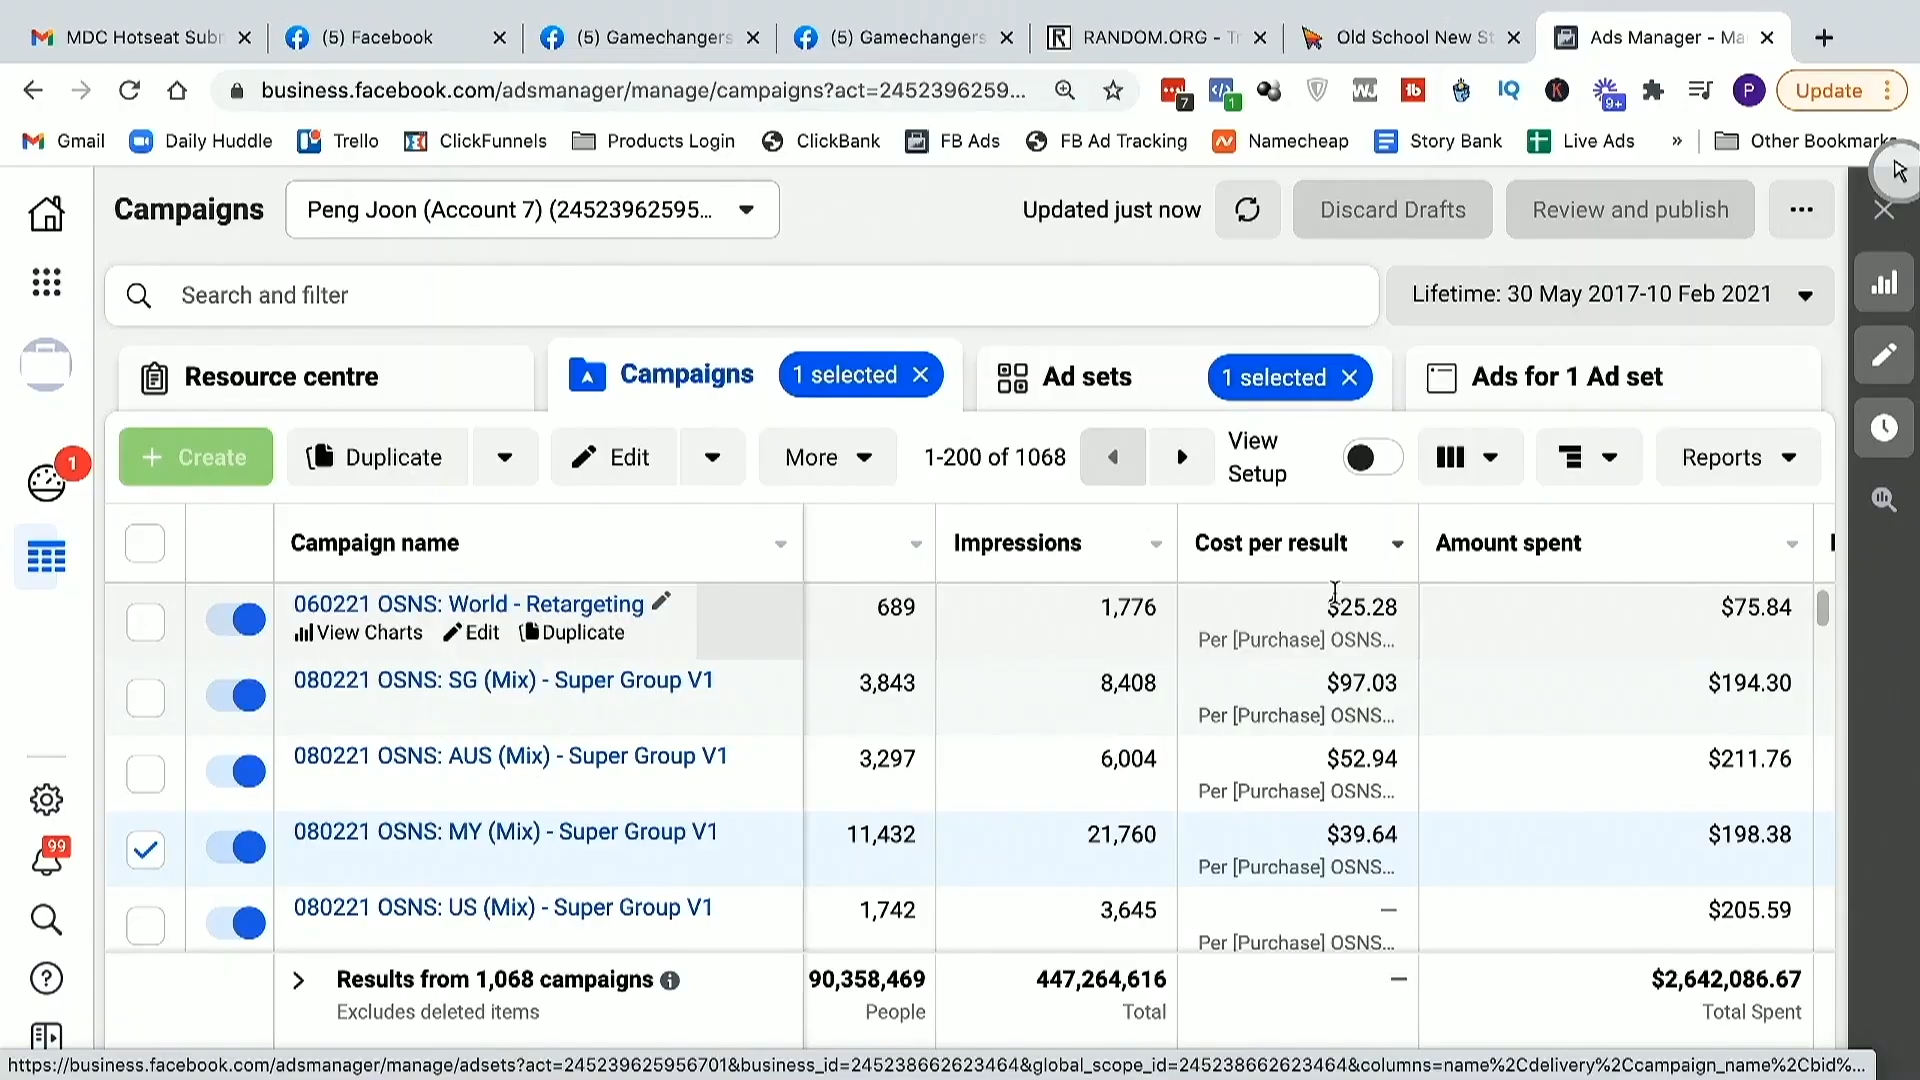 MDC Hotseat Subr
(5) Facebook
(5) Gamechangers
(5) Gamechangers
RANDOM.ORG - Tr
Old School New St
Ads Manager - Ma
business.facebook.com/adsmanager/manage/campaigns?act=2452396259...
7
1
9+
P
Update
Gmail
Daily Huddle
Trello
ClickFunnels
Products Login
ClickBank
FB Ads
FB Ad Tracking
Namecheap
Story Bank
Live Ads
»
Other Bookmarks
Campaigns
Peng Joon (Account 7) (24523962595...
Updated just now
Discard Drafts
Review and publish
Search and filter
Lifetime: 30 May 2017-10 Feb 2021
Resource centre
Campaigns
1 selected
Ad sets
1 selected
Ads for 1 Ad set
+ Create
Duplicate
Edit
More
1-200 of 1068
View
Setup
Reports
1
Campaign name
Impressions
Cost per result
Amount spent
060221 OSNS: World - Retargeting
689
1,776
$25.28
$75.84
View Charts
Edit
Duplicate
Per [Purchase] OSNS...
080221 OSNS: SG (Mix) - Super Group V1
3,843
8,408
$97.03
$194.30
Per [Purchase] OSNS...
080221 OSNS: AUS (Mix) - Super Group V1
3,297
6,004
$52.94
$211.76
Per [Purchase] OSNS...
080221 OSNS: MY (Mix) - Super Group V1
11,432
21,760
$39.64
$198.38
Per [Purchase] OSNS...
99
080221 OSNS: US (Mix) - Super Group V1
1,742
3,645
—
$205.59
Per [Purchase] OSNS...
Results from 1,068 campaigns
90,358,469
447,264,616
—
$2,642,086.67
Excludes deleted items
People
Total
Total Spent
https://business.facebook.com/adsmanager/manage/adsets?act=245239625956701&business_id=245238662623464&global_scope_id=245238662623464&columns=name%2Cdelivery%2Ccampaign_name%2Cbid%...